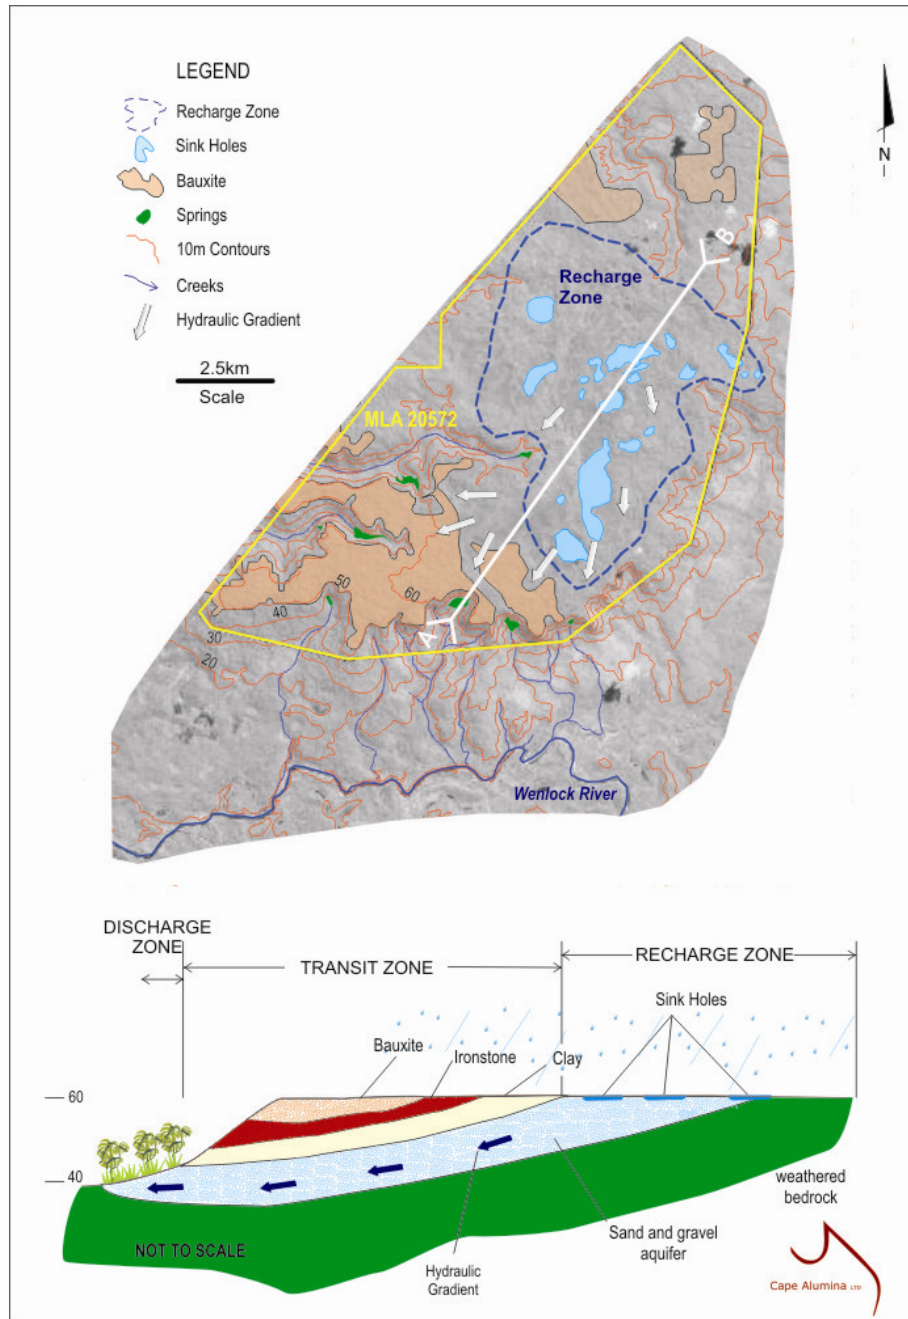 LEGEND
Recharge Zone
Sink Holes
Bauxite
Springs
10m Contours
Creeks
Hydraulic Gradient
2.5km
Scale
N
B
Recharge
Zone
MLA 20572
50
60
40
30
20
A
Wenlock River
DISCHARGE
ZONE
TRANSIT ZONE
RECHARGE ZONE
Sink Holes
Bauxite
Ironstone
Clay
60
40
weathered
bedrock
Sand and gravel
aquifer
NOT TO SCALE
Hydraulic
Gradient
Cape Alumina LTD